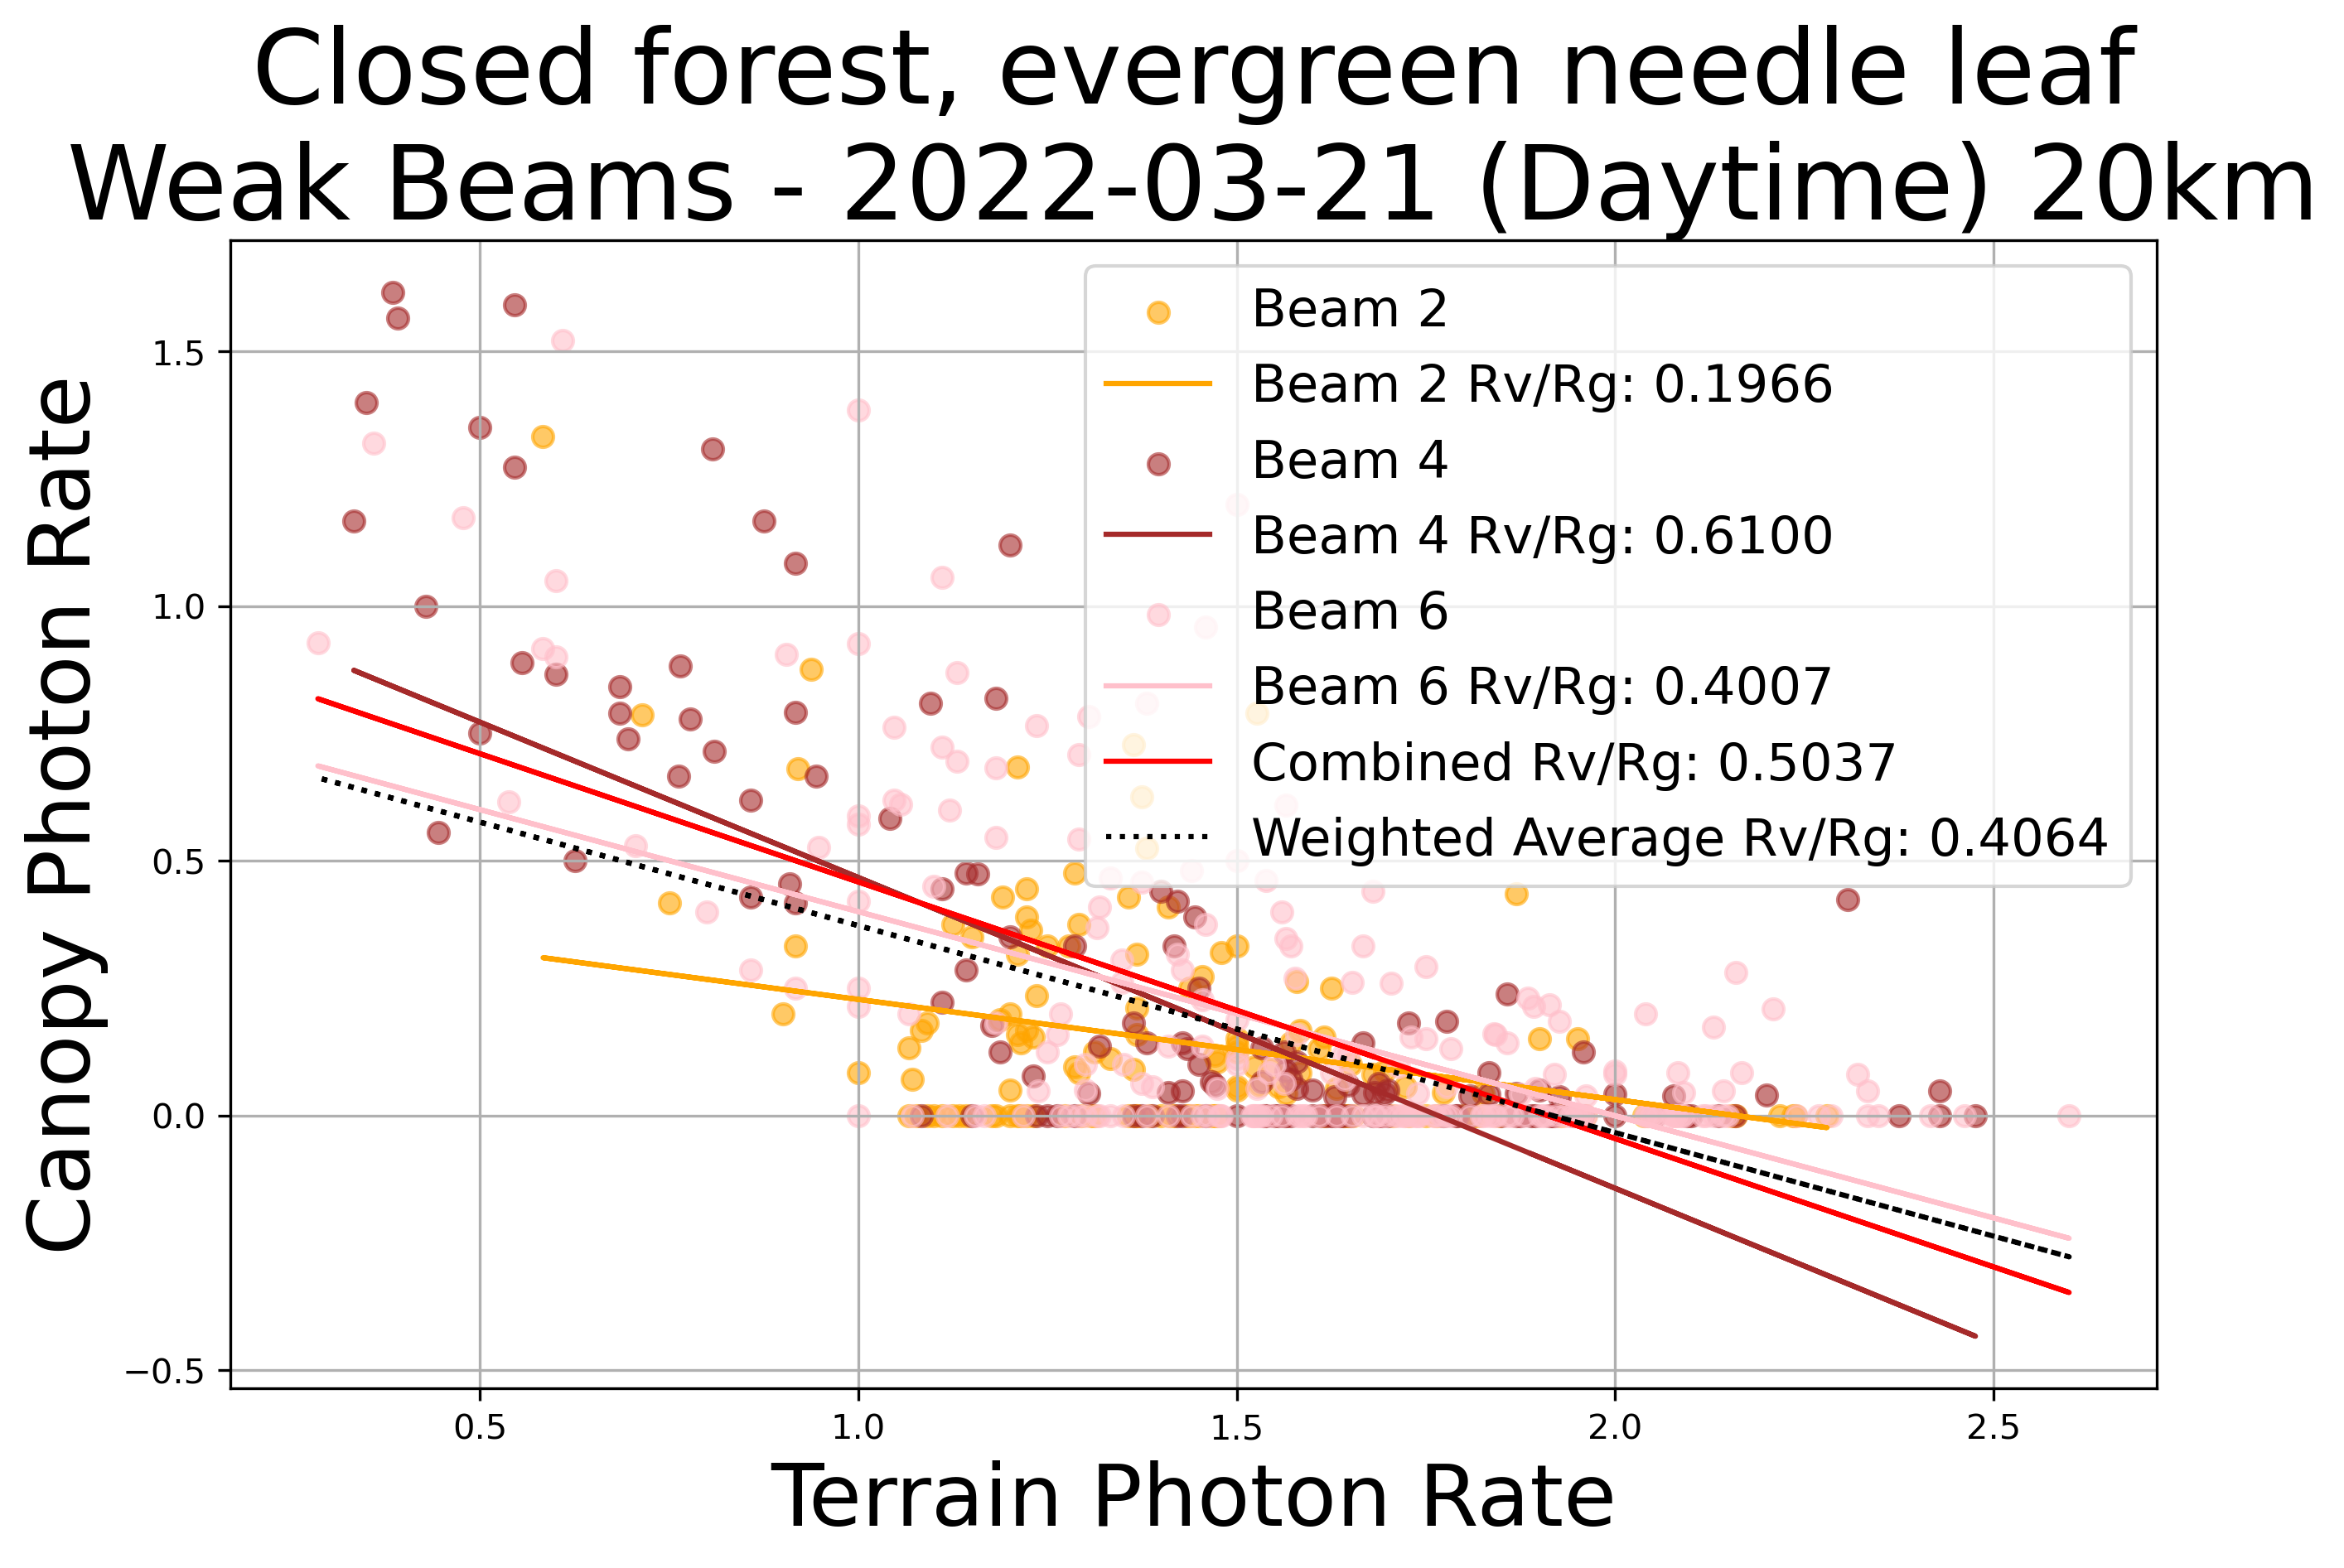 Closed forest, evergreen needle leaf
Weak Beams - 2022-03-21 (Daytime) 20km
Canopy Photon Rate
1.5
1.0
0.5
0.0
−0.5
Beam 2
Beam 2 Rv/Rg: 0.1966
Beam 4
Beam 4 Rv/Rg: 0.6100
Beam 6
Beam 6 Rv/Rg: 0.4007
Combined Rv/Rg: 0.5037
Weighted Average Rv/Rg: 0.4064
0.5 1.0 1.5 2.0 2.5
Terrain Photon Rate